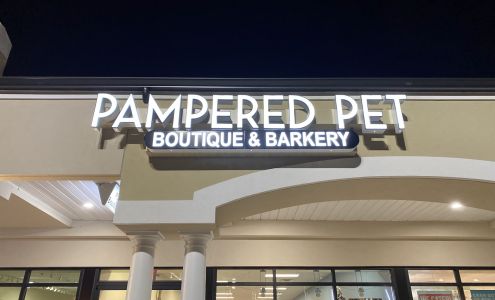 PAMPERED PET
BOUTIQUE & BARKERY